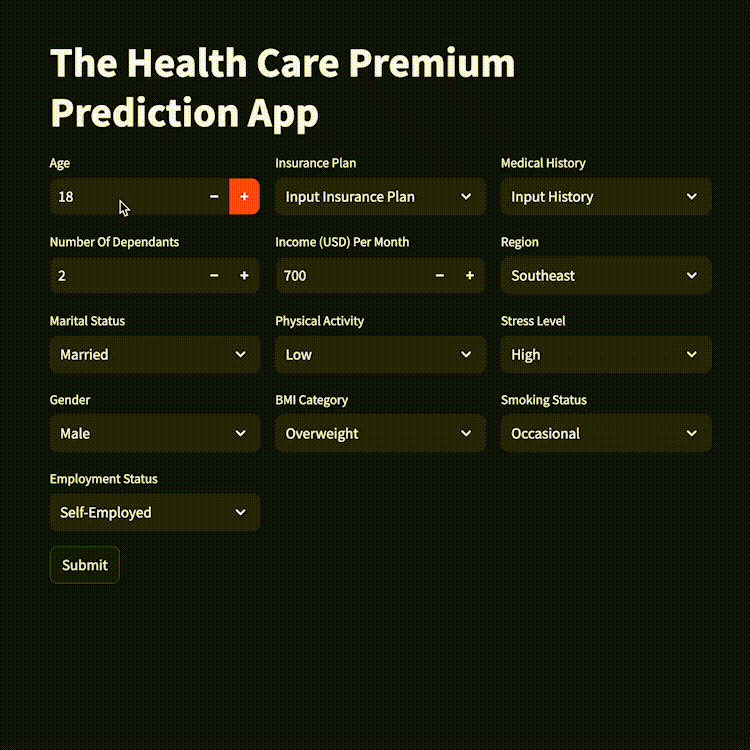 The Health Care Premium
Prediction App
Age
Insurance Plan
Medical History
18
Input Insurance Plan
Input History
Number Of Dependants
Income (USD) Per Month
Region
2
700
Southeast
Marital Status
Physical Activity
Stress Level
Married
Low
High
Gender
BMI Category
Smoking Status
Male
Overweight
Occasional
Employment Status
Self-Employed
Submit